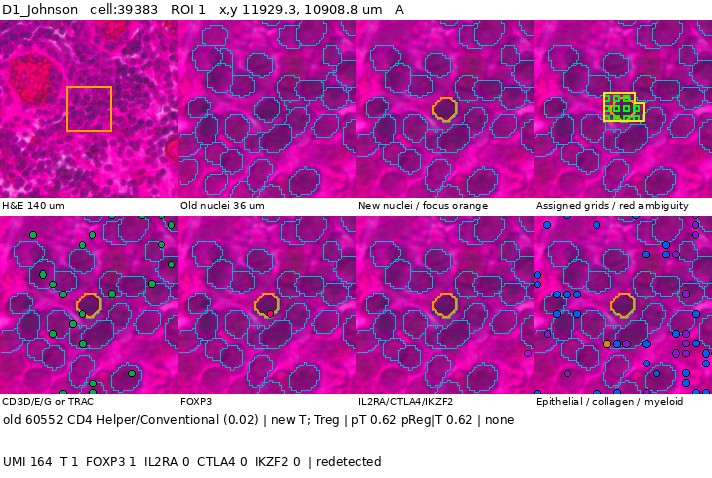 D1_Johnson cell:39383 ROI 1 x,y 11929.3, 10908.8 um A
H&E 140 um
Old nuclei 36 um
New nuclei / focus orange
Assigned grids / red ambiguity
CD3D/E/G or TRAC
FOXP3
IL2RA/CTLA4/IKZF2
Epithelial / collagen / myeloid
old 60552 CD4 Helper/Conventional (0.02) | new T; Treg | pT 0.62 pReg|T 0.62 | none
UMI 164 T 1 FOXP3 1 IL2RA 0 CTLA4 0 IKZF2 0 | redetected